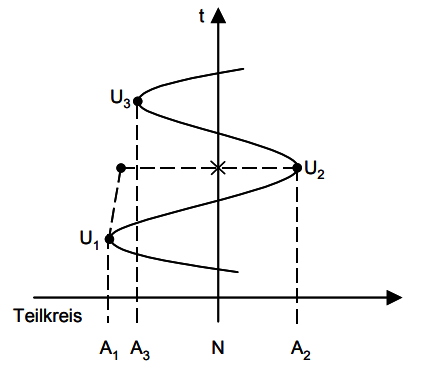 t
U₃
U₂
U₁
Teilkreis
A₁ A₃ N A₂